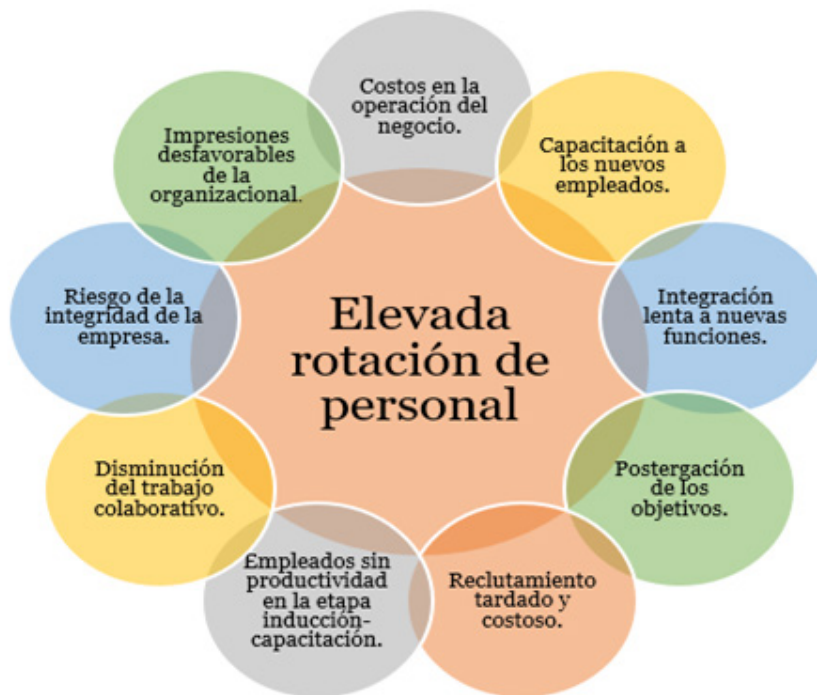 Costos en la
operación del
negocio.
Capacitación a
los nuevos
empleados.
Integración
lenta a nuevas
funciones.
Postergación
de los
objetivos.
Reclutamiento
tardado y
costoso.
Empleados sin
productividad
en la etapa
inducción-
capacitación.
Disminución
del trabajo
colaborativo.
Riesgo de la
integridad de la
empresa.
Impresiones
desfavorables
de la
organizacional.
Elevada
rotación de
personal